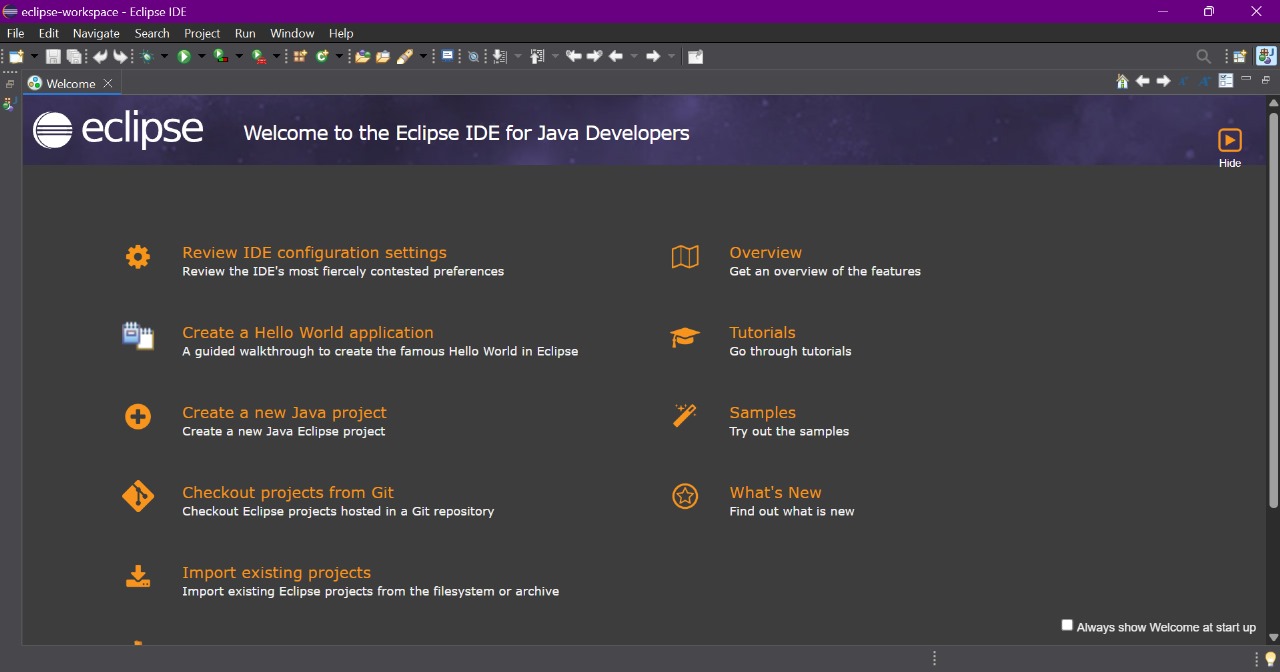 eclipse-workspace - Eclipse IDE
File Edit Navigate Search Project Run Window Help
Welcome
eclipse
Welcome to the Eclipse IDE for Java Developers
Hide
Review IDE configuration settings
Review the IDE's most fiercely contested preferences
Overview
Get an overview of the features
Create a Hello World application
A guided walkthrough to create the famous Hello World in Eclipse
Tutorials
Go through tutorials
Create a new Java project
Create a new Java Eclipse project
Samples
Try out the samples
Checkout projects from Git
Checkout Eclipse projects hosted in a Git repository
What's New
Find out what is new
Import existing projects
Import existing Eclipse projects from the filesystem or archive
Always show Welcome at start up